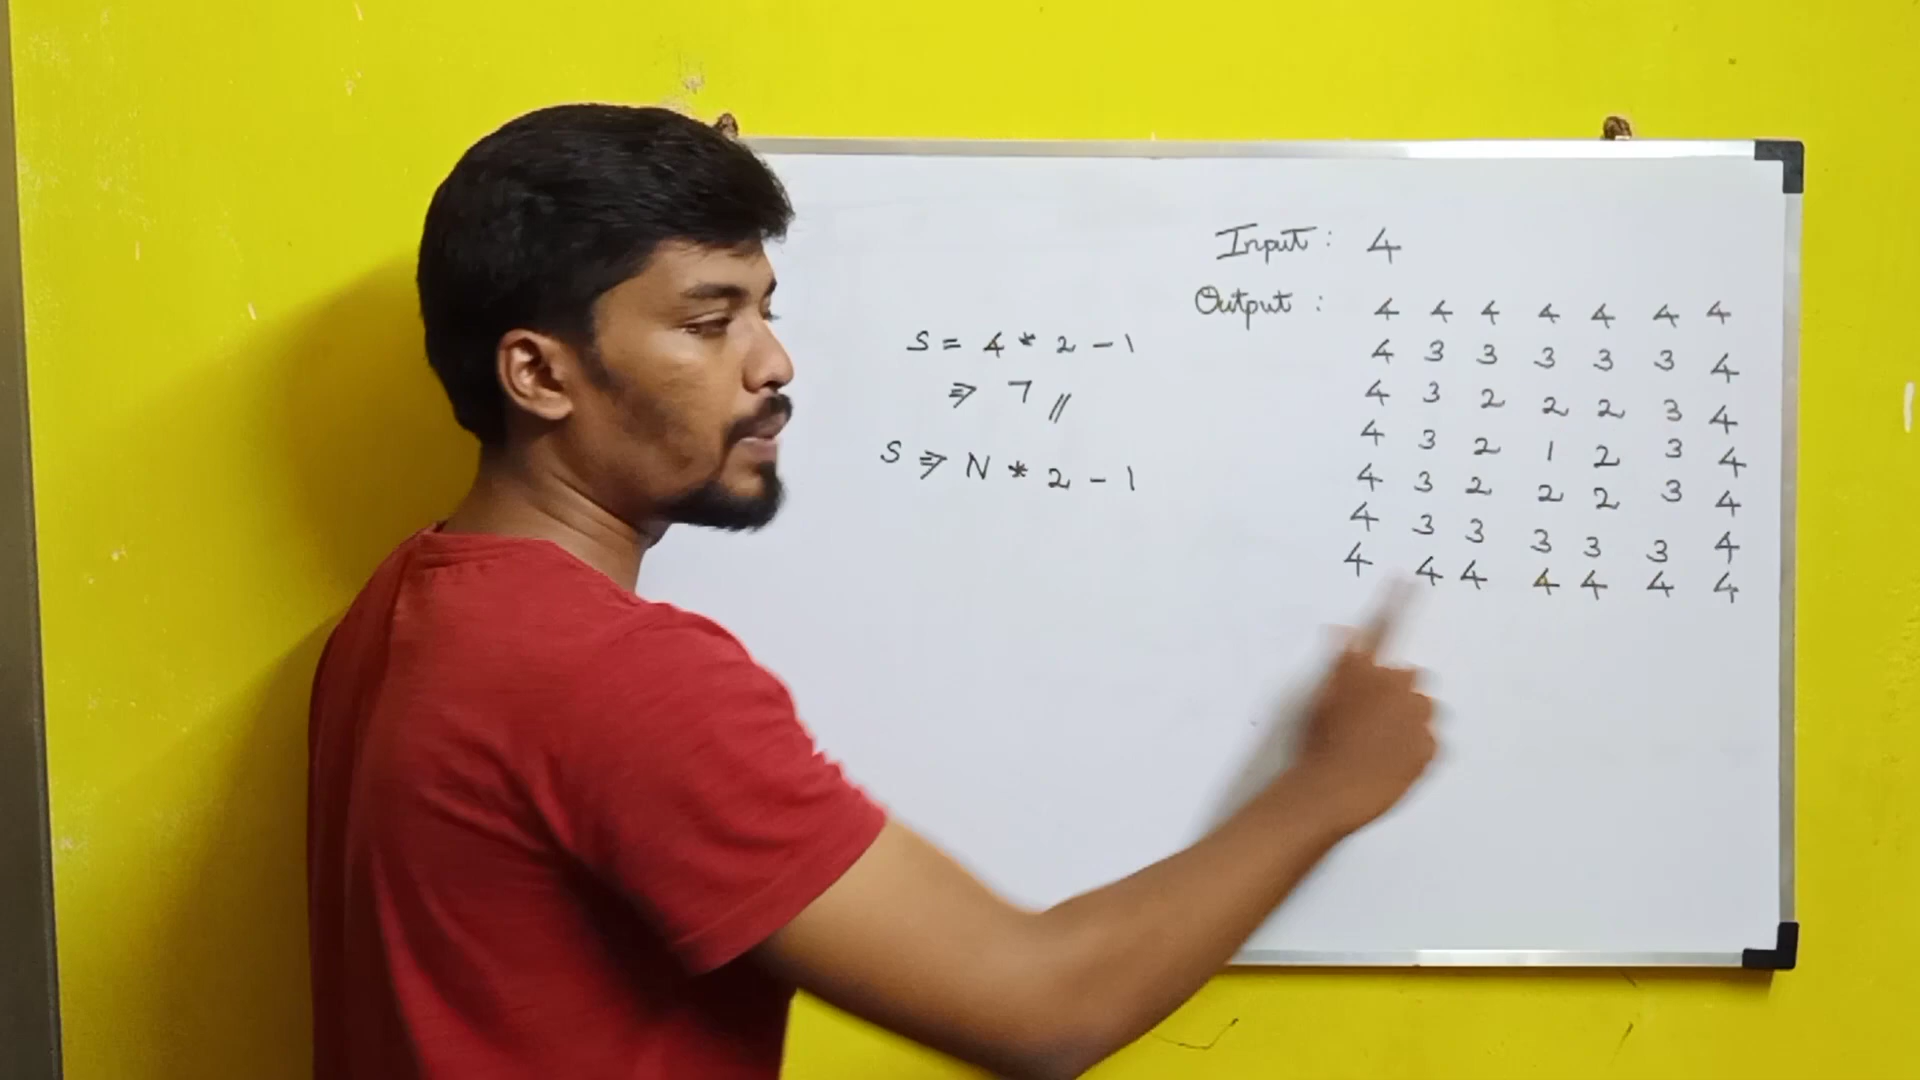 Input : 4
Output : 4 4 4 4 4 4 4
4 3 3 3 3 3 4
4 3 2 2 2 3 4
4 3 2 1 2 3 4
4 3 2 2 2 3 4
4 3 3 3 3 3 4
4 4 4 4 4 4 4
S = 4 * 2 - 1
⇒ 7 //
S ⇒ N * 2 - 1